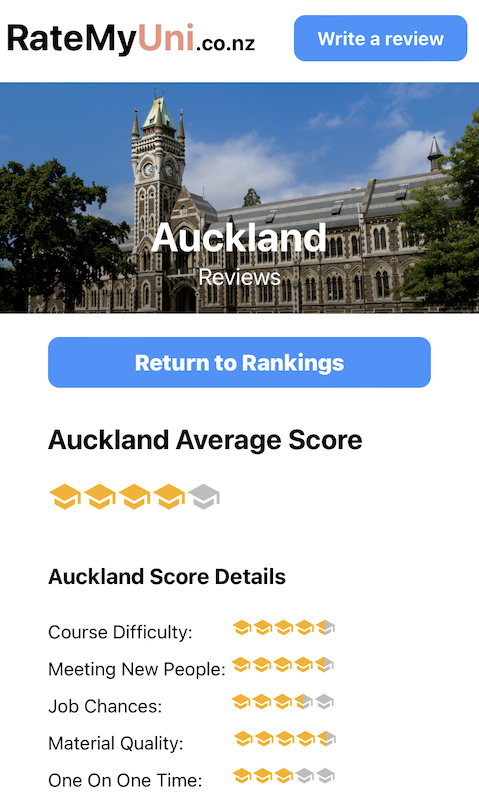 RateMyUni.co.nz
Write a review
Auckland
Reviews
Return to Rankings
Auckland Average Score
Auckland Score Details
Course Difficulty:
Meeting New People:
Job Chances:
Material Quality:
One On One Time: